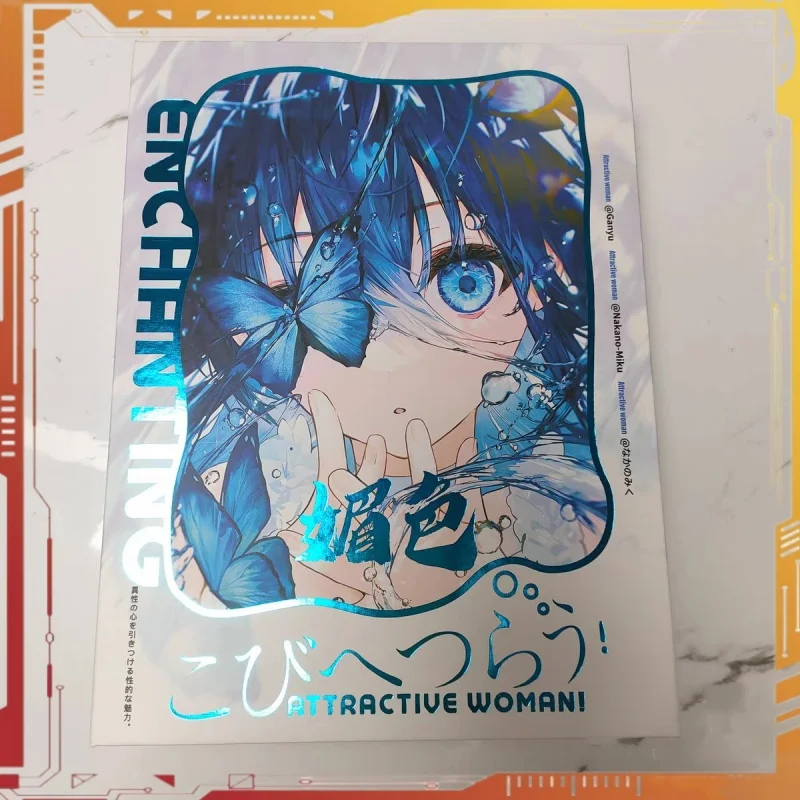 ENCHHNTING
Attractive woman @Ganyu
Attractive woman @Nakano-Miku
Attractive woman @なかのみく
媚色
こびへつらう!
ATTRACTIVE WOMAN!
異性の心を引きつける性的な魅力。